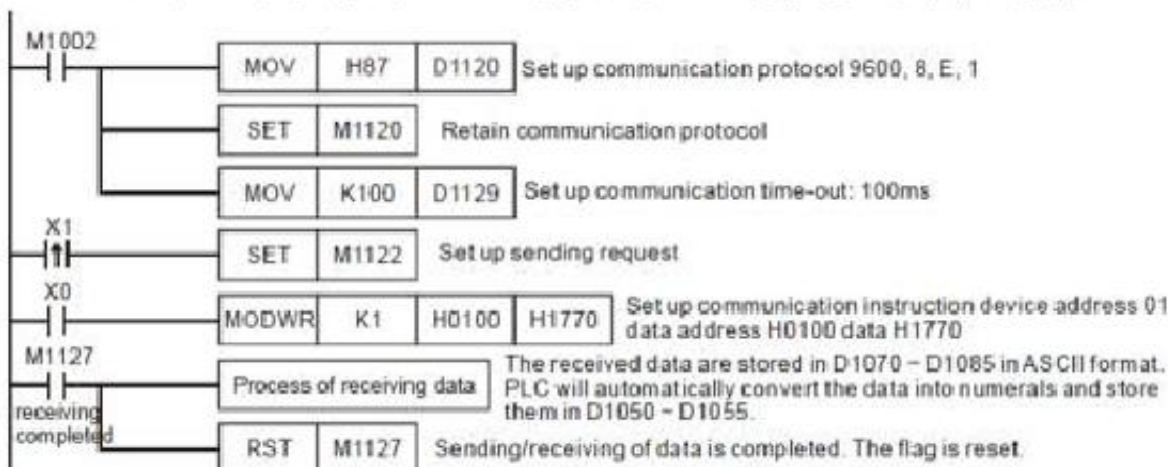 M1002
MOV H87 D1120 Set up communication protocol 9600, 8, E, 1
SET M1120 Retain communication protocol
MOV K100 D1129 Set up communication time-out: 100ms
X1
SET M1122 Set up sending request
X0
MODWR K1 H0100 H1770 Set up communication instruction device address 01
data address H0100 data H1770
M1127
receiving
completed
Process of receiving data
The received data are stored in D1070 ~ D1085 in ASCII format.
PLC will automatically convert the data into numerals and store
them in D1050 ~ D1055.
RST M1127 Sending/receiving of data is completed. The flag is reset.